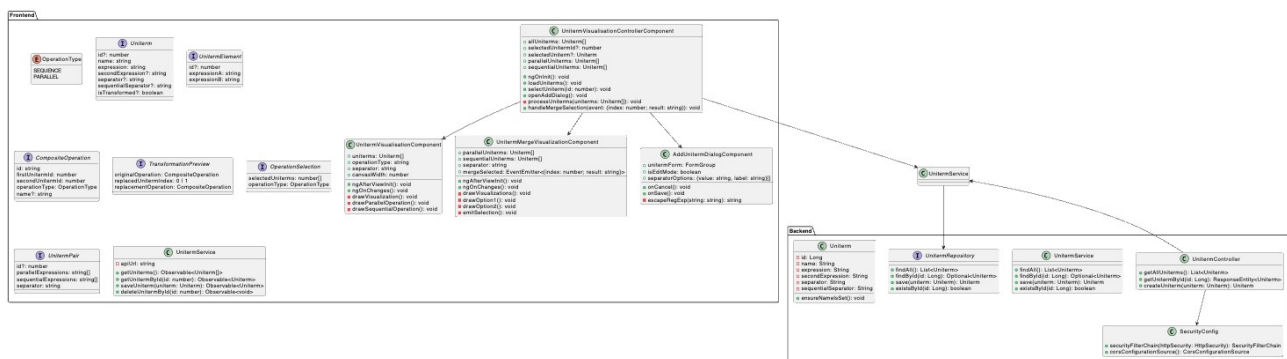 Frontend
E OperationType
SEQUENCE
PARALLEL
I Uniterm
id?: number
name: string
expression: string
secondExpression?: string
separator?: string
sequentialSeparator?: string
isTransformed?: boolean
I UnitermElement
id?: number
expressionA: string
expressionB: string
C UnitermVisualisationControllerComponent
allUniterms: Uniterm[]
selectedUnitermId?: number
selectedUniterm?: Uniterm
parallelUniterms: Uniterm[]
sequentialUniterms: Uniterm[]
ngOnInit(): void
loadUniterms(): void
selectUniterm(id: number): void
openAddDialog(): void
processUniterms(uniterms: Uniterm[]): void
handleMergeSelection(event: {index: number; result: string}): void
I CompositeOperation
id: string
firstUnitermId: number
secondUnitermId: number
operationType: OperationType
name?: string
I TransformationPreview
originalOperation: CompositeOperation
replacedUnitermIndex: 0 | 1
replacementOperation: CompositeOperation
I OperationSelection
selectedUniterms: number[]
operationType: OperationType
C UnitermVisualisationComponent
uniterms: Uniterm[]
operationType: string
separator: string
canvasWidth: number
ngAfterViewInit(): void
ngOnChanges(): void
drawVisualization(): void
drawParallelOperation(): void
drawSequentialOperation(): void
C UnitermMergeVisualizationComponent
parallelUniterms: Uniterm[]
sequentialUniterms: Uniterm[]
separator: string
mergeSelected: EventEmitter<{index: number; result: string}>
ngAfterViewInit(): void
ngOnChanges(): void
drawVisualizations(): void
drawOption1(): void
drawOption2(): void
emitSelection(): void
C AddUnitermDialogComponent
unitermForm: FormGroup
isEditMode: boolean
separatorOptions: {value: string, label: string}[]
onCancel(): void
onSave(): void
escapeRegExp(string: string): string
C UnitermService
I UnitermPair
id?: number
parallelExpressions: string[]
sequentialExpressions: string[]
separator: string
C UnitermService
apiUrl: string
getUniterms(): Observable<Uniterm[]>
getUnitermById(id: number): Observable<Uniterm>
saveUniterm(uniterm: Uniterm): Observable<Uniterm>
deleteUnitermById(id: number): Observable<void>
Backend
C Uniterm
id: Long
name: String
expression: String
secondExpression: String
separator: String
sequentialSeparator: String
ensureNameIsSet(): void
I UnitermRepository
findAll(): List<Uniterm>
findById(id: Long): Optional<Uniterm>
save(uniterm: Uniterm): Uniterm
existsById(id: Long): boolean
C UnitermService
findAll(): List<Uniterm>
findById(id: Long): Optional<Uniterm>
save(uniterm: Uniterm): Uniterm
existsById(id: Long): boolean
C UnitermController
getAllUniterms(): List<Uniterm>
getUnitermById(id: Long): ResponseEntity<Uniterm>
createUniterm(uniterm: Uniterm): Uniterm
C SecurityConfig
securityFilterChain(httpSecurity: HttpSecurity): SecurityFilterChain
corsConfigurationSource(): CorsConfigurationSource